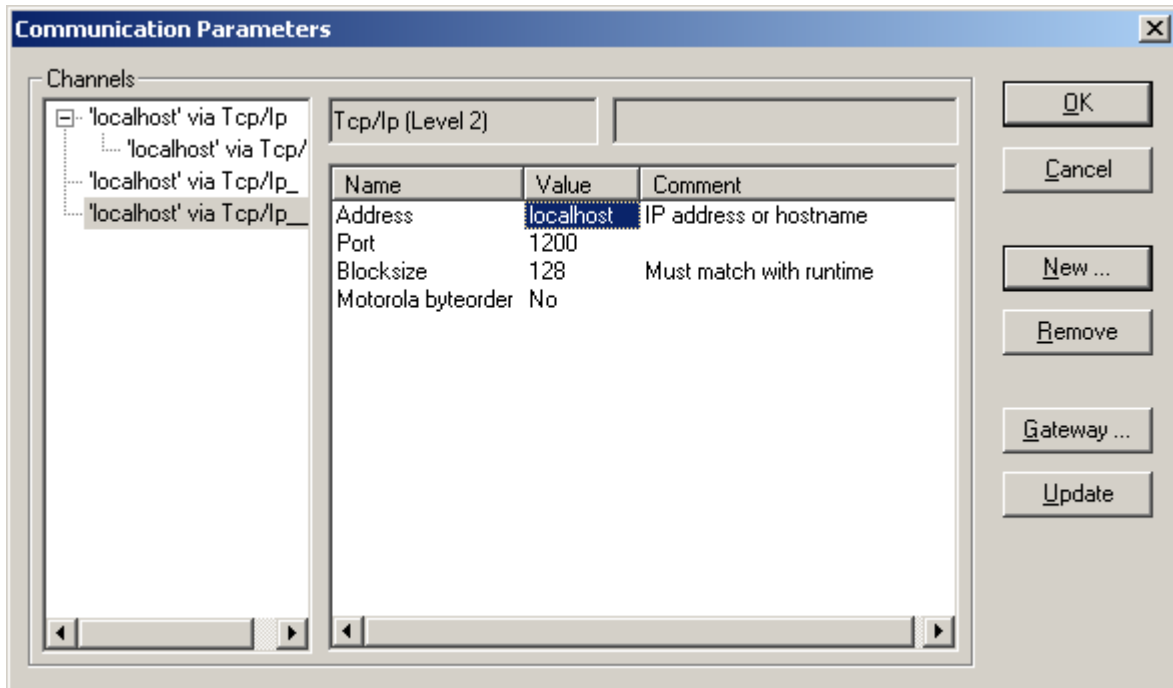 Communication Parameters
Channels
'localhost' via Tcp/Ip
'localhost' via Tcp/
'localhost' via Tcp/Ip_
'localhost' via Tcp/Ip__
Tcp/Ip (Level 2)
Name Value Comment
Address localhost IP address or hostname
Port 1200
Blocksize 128 Must match with runtime
Motorola byteorder No
OK
Cancel
New ...
Remove
Gateway ...
Update